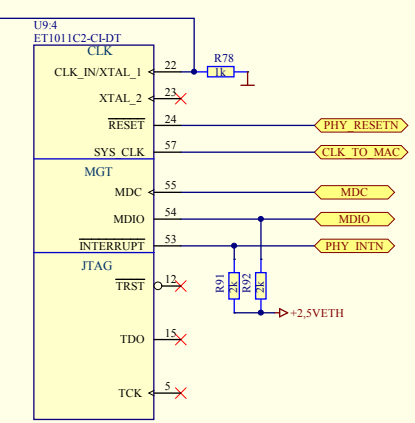 U9:4
ET1011C2-CI-DT
CLK
R78
CLK_IN/XTAL_1 22 1k
XTAL_2 23
RESET 24 PHY_RESETN
SYS_CLK 57 CLK_TO_MAC
MGT
MDC 55 MDC
MDIO 54 MDIO
INTERRUPT 53 PHY_INTN
JTAG
TRST 12 R91 2k R92 2k
+2,5VETH
TDO 15
TCK 5